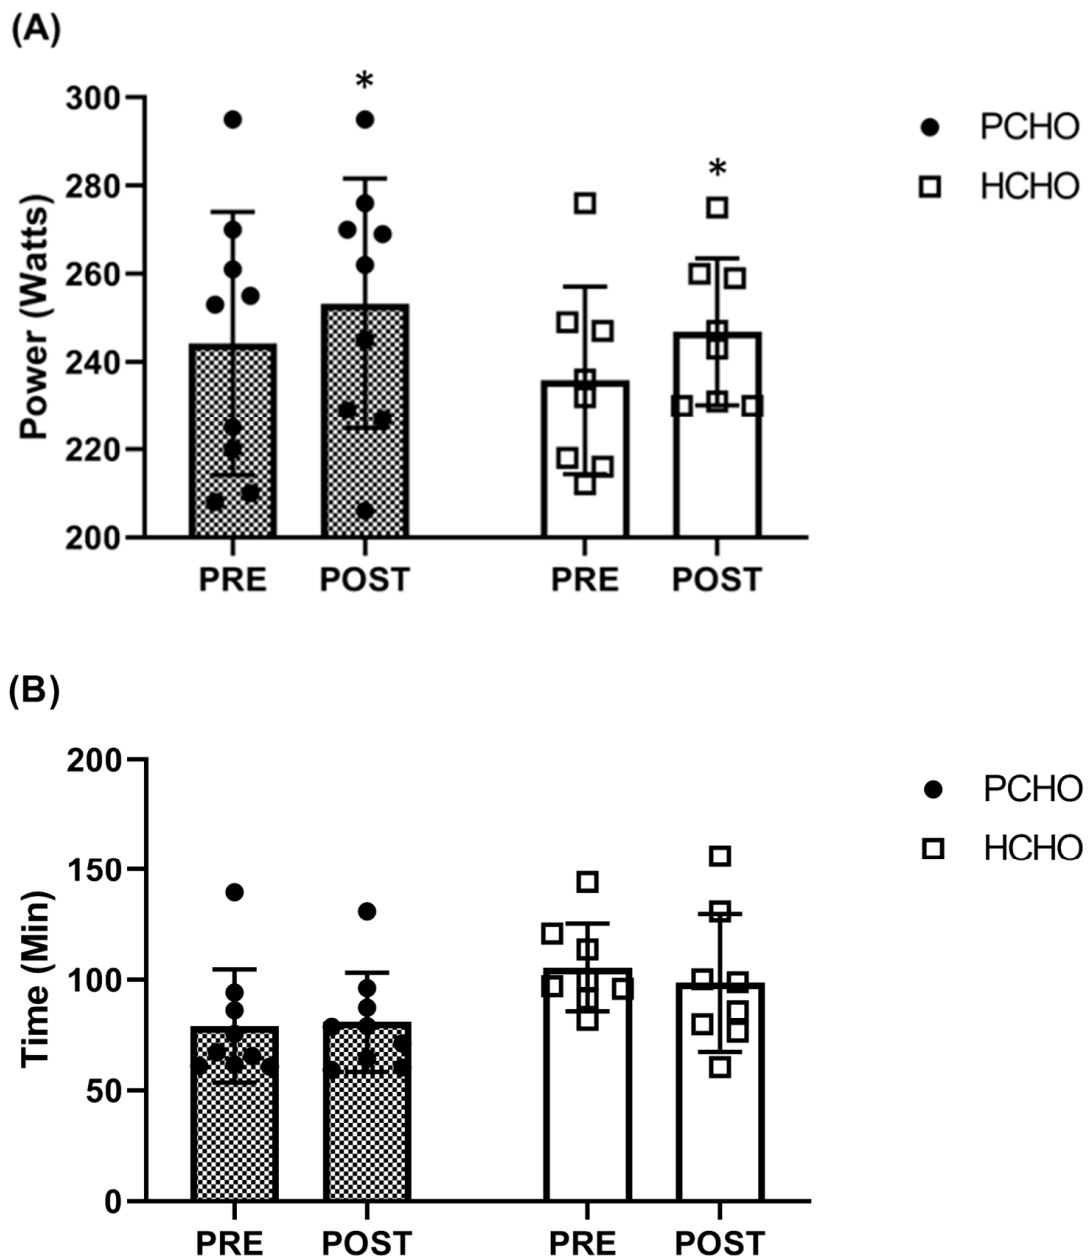 (A)
*
*
300
280
260
240
220
200
Power (Watts)
PRE
POST
PRE
POST
PCHO
HCHO
(B)
200
150
100
50
0
Time (Min)
PRE
POST
PRE
POST
PCHO
HCHO